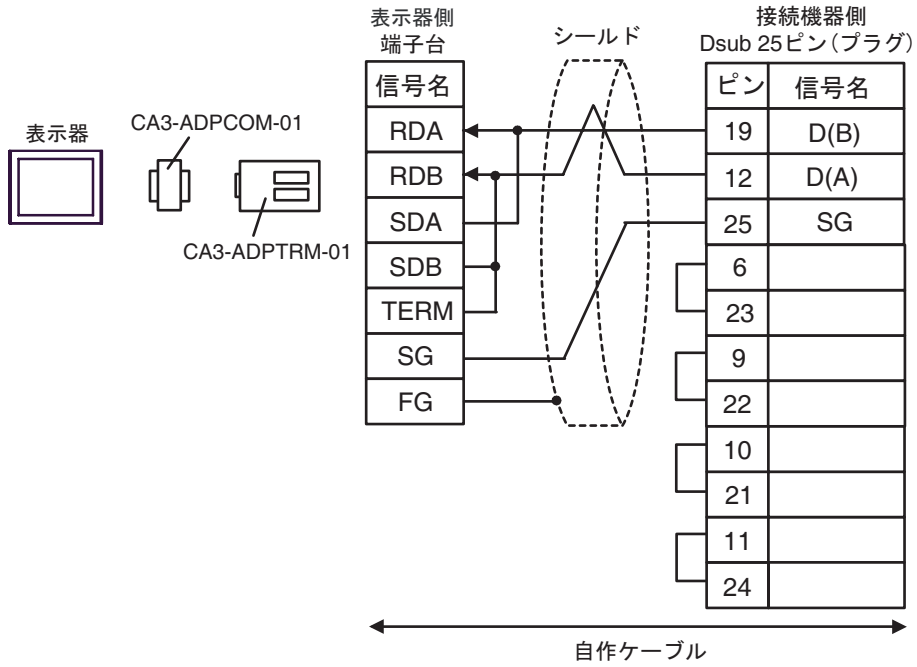 表示器
CA3-ADPCOM-01
CA3-ADPTRM-01
表示器側
端子台
信号名
RDA
RDB
SDA
SDB
TERM
SG
FG
シールド
接続機器側
Dsub 25ピン(プラグ)
ピン 信号名
19 D(B)
12 D(A)
25 SG
6
23
9
22
10
21
11
24
自作ケーブル